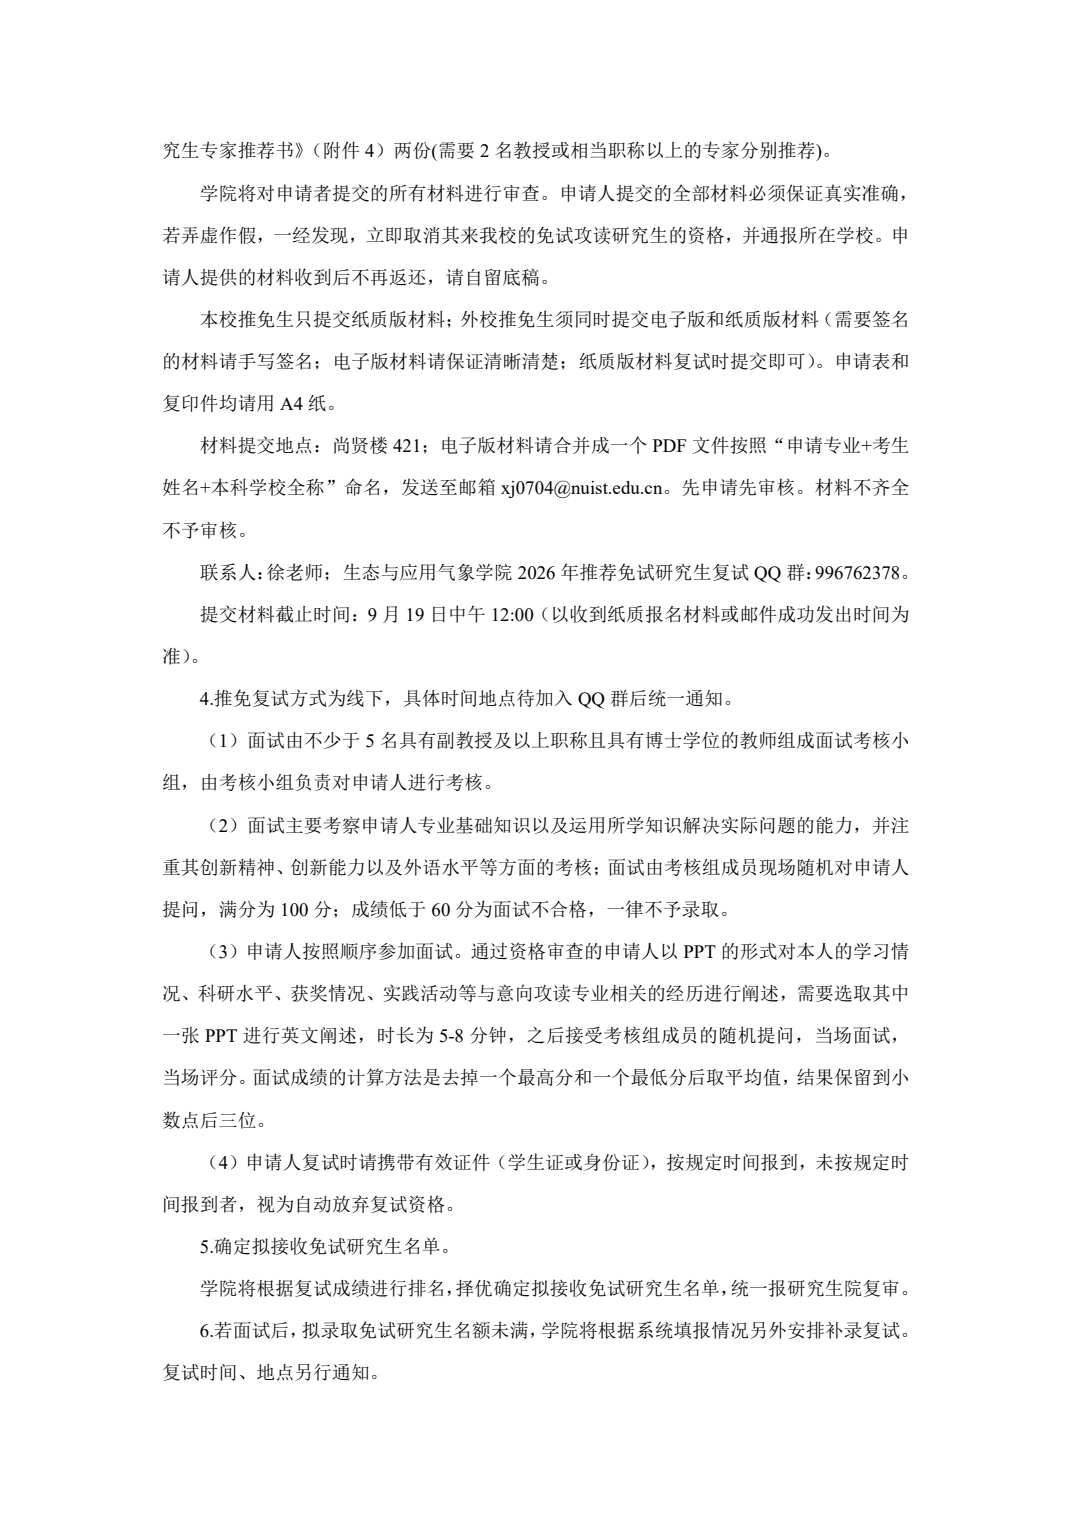 究生专家推荐书》（附件 4）两份(需要 2 名教授或相当职称以上的专家分别推荐)。
学院将对申请者提交的所有材料进行审查。申请人提交的全部材料必须保证真实准确，
若弄虚作假，一经发现，立即取消其来我校的免试攻读研究生的资格，并通报所在学校。申
请人提供的材料收到后不再返还，请自留底稿。
本校推免生只提交纸质版材料；外校推免生须同时提交电子版和纸质版材料（需要签名
的材料请手写签名；电子版材料请保证清晰清楚；纸质版材料复试时提交即可）。申请表和
复印件均请用 A4 纸。
材料提交地点：尚贤楼 421；电子版材料请合并成一个 PDF 文件按照“申请专业+考生
姓名+本科学校全称”命名，发送至邮箱 xj0704@nuist.edu.cn。先申请先审核。材料不齐全
不予审核。
联系人：徐老师；生态与应用气象学院 2026 年推荐免试研究生复试 QQ 群：996762378。
提交材料截止时间：9 月 19 日中午 12:00（以收到纸质报名材料或邮件成功发出时间为
准）。
4.推免复试方式为线下，具体时间地点待加入 QQ 群后统一通知。
（1）面试由不少于 5 名具有副教授及以上职称且具有博士学位的教师组成面试考核小
组，由考核小组负责对申请人进行考核。
（2）面试主要考察申请人专业基础知识以及运用所学知识解决实际问题的能力，并注
重其创新精神、创新能力以及外语水平等方面的考核；面试由考核组成员现场随机对申请人
提问，满分为 100 分；成绩低于 60 分为面试不合格，一律不予录取。
（3）申请人按照顺序参加面试。通过资格审查的申请人以 PPT 的形式对本人的学习情
况、科研水平、获奖情况、实践活动等与意向攻读专业相关的经历进行阐述，需要选取其中
一张 PPT 进行英文阐述，时长为 5-8 分钟，之后接受考核组成员的随机提问，当场面试，
当场评分。面试成绩的计算方法是去掉一个最高分和一个最低分后取平均值，结果保留到小
数点后三位。
（4）申请人复试时请携带有效证件（学生证或身份证），按规定时间报到，未按规定时
间报到者，视为自动放弃复试资格。
5.确定拟接收免试研究生名单。
学院将根据复试成绩进行排名，择优确定拟接收免试研究生名单，统一报研究生院复审。
6.若面试后，拟录取免试研究生名额未满，学院将根据系统填报情况另外安排补录复试。
复试时间、地点另行通知。